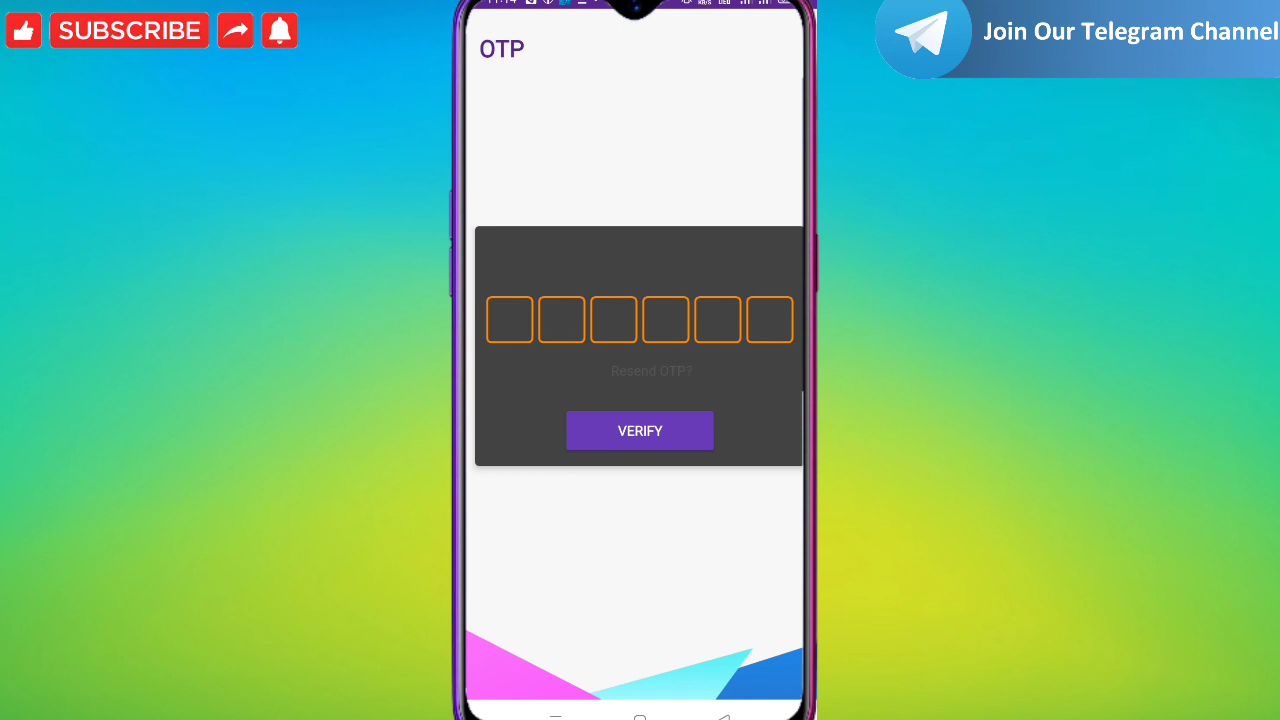 SUBSCRIBE
Join Our Telegram Channel
OTP
Resend OTP?
VERIFY